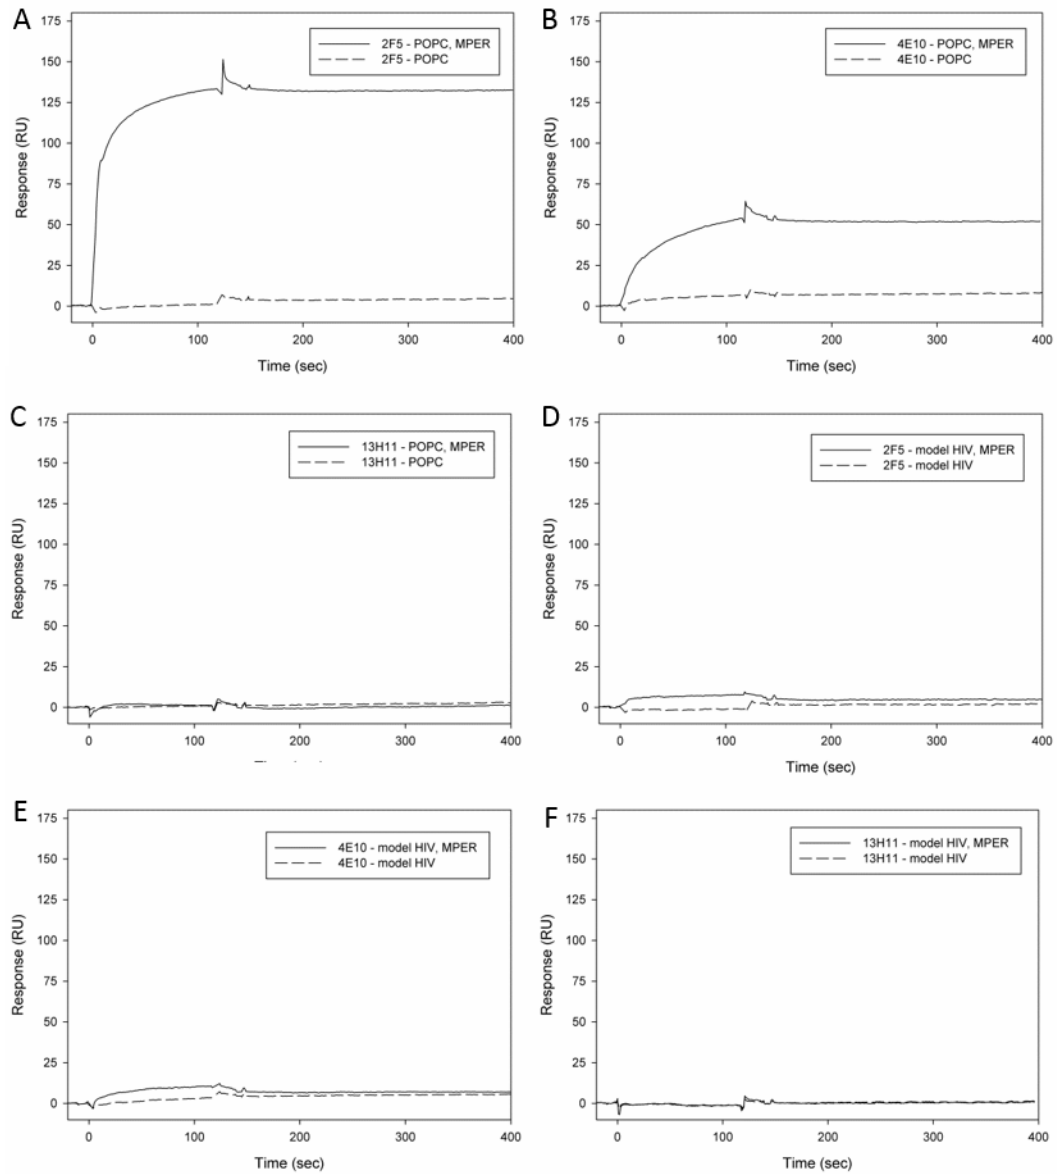 A
175
150
125
100
75
50
25
0
Response (RU)
2F5 - POPC, MPER
2F5 - POPC
0 100 200 300 400
Time (sec)
B
175
150
125
100
75
50
25
0
Response (RU)
4E10 - POPC, MPER
4E10 - POPC
0 100 200 300 400
Time (sec)
C
175
150
125
100
75
50
25
0
Response (RU)
13H11 - POPC, MPER
13H11 - POPC
0 100 200 300 400
D
175
150
125
100
75
50
25
0
Response (RU)
2F5 - model HIV, MPER
2F5 - model HIV
0 100 200 300 400
Time (sec)
E
175
150
125
100
75
50
25
0
Response (RU)
4E10 - model HIV, MPER
4E10 - model HIV
0 100 200 300 400
Time (sec)
F
175
150
125
100
75
50
25
0
Response (RU)
13H11 - model HIV, MPER
13H11 - model HIV
0 100 200 300 400
Time (sec)